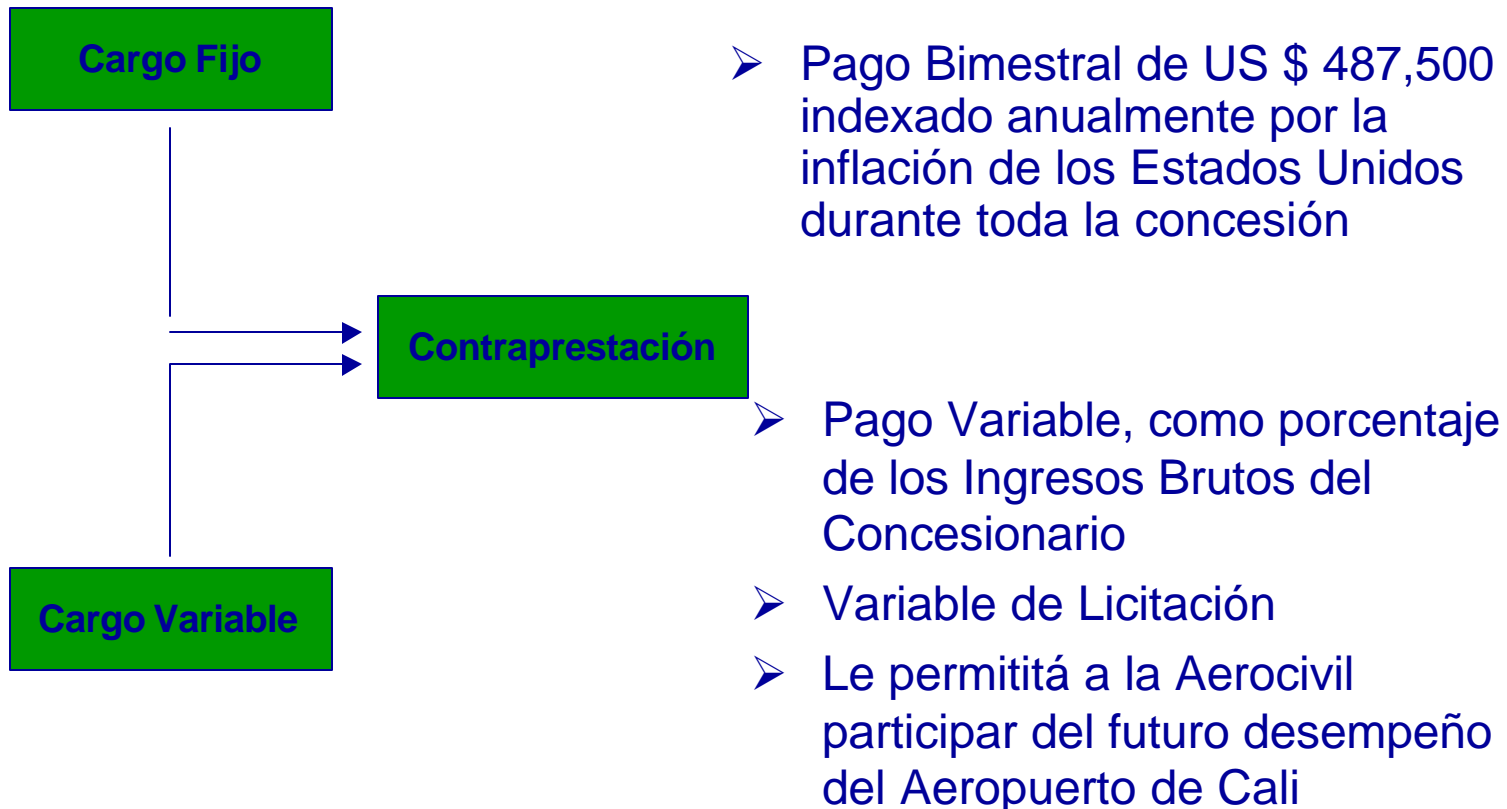 Cargo Fijo
➢ Pago Bimestral de US $ 487,500
indexado anualmente por la
inflación de los Estados Unidos
durante toda la concesión
Contraprestación
➢ Pago Variable, como porcentaje
de los Ingresos Brutos del
Concesionario
Cargo Variable
➢ Variable de Licitación
➢ Le permititá a la Aerocivil
participar del futuro desempeño
del Aeropuerto de Cali